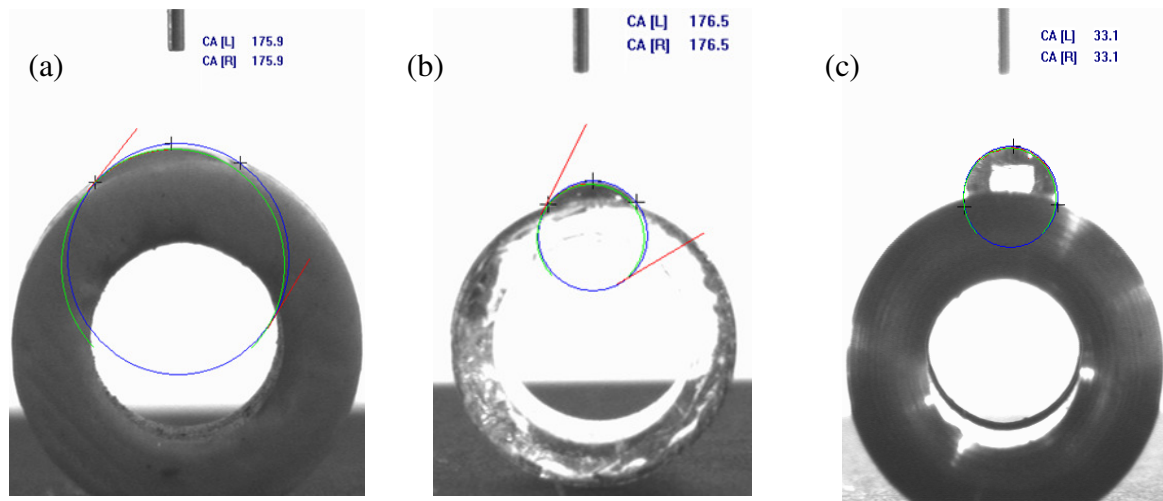 (a)
CA [L] 175.9
CA [R] 175.9
(b)
CA [L] 176.5
CA [R] 176.5
(c)
CA [L] 33.1
CA [R] 33.1